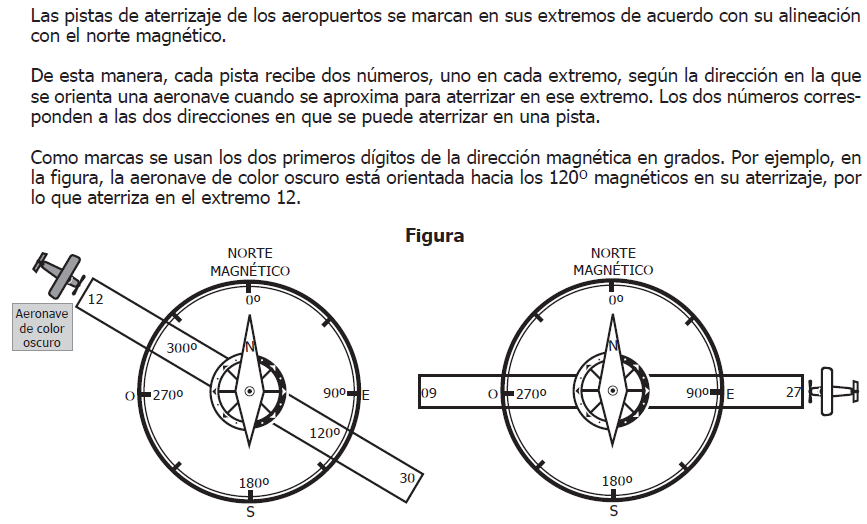 Las pistas de aterrizaje de los aeropuertos se marcan en sus extremos de acuerdo con su alineación
con el norte magnético.
De esta manera, cada pista recibe dos números, uno en cada extremo, según la dirección en la que
se orienta una aeronave cuando se aproxima para aterrizar en ese extremo. Los dos números corres-
ponden a las dos direcciones en que se puede aterrizar en una pista.
Como marcas se usan los dos primeros dígitos de la dirección magnética en grados. Por ejemplo, en
la figura, la aeronave de color oscuro está orientada hacia los 120º magnéticos en su aterrizaje, por
lo que aterriza en el extremo 12.
Figura
NORTE
MAGNÉTICO
0º
12
Aeronave
de color
oscuro
300º
N
O
270º
90º
E
120º
30
180º
S
NORTE
MAGNÉTICO
0º
N
09
O
270º
90º
E
27
180º
S